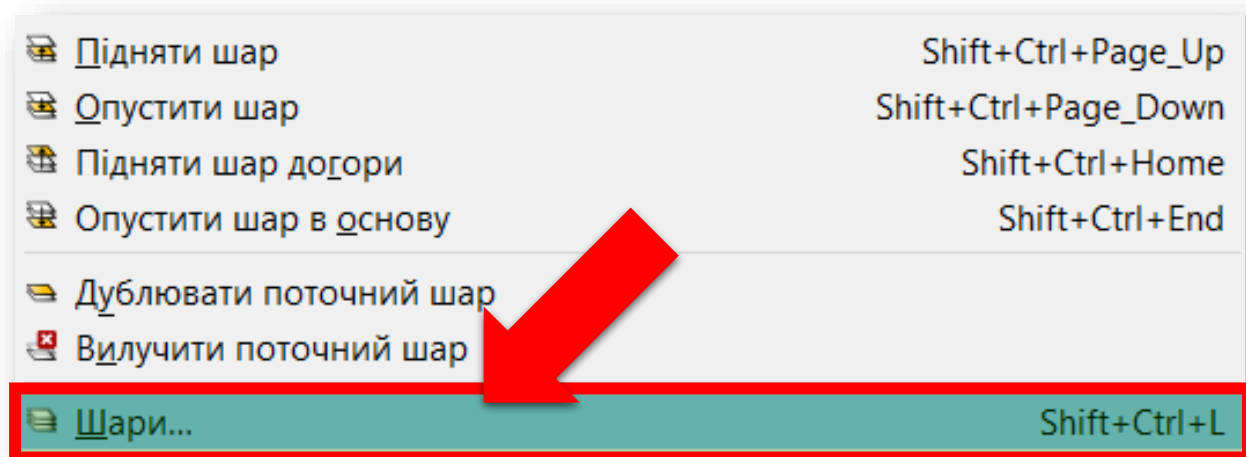 Підняти шар Shift+Ctrl+Page_Up
Опустити шар Shift+Ctrl+Page_Down
Підняти шар догори Shift+Ctrl+Home
Опустити шар в основу Shift+Ctrl+End
Дублювати поточний шар
Вилучити поточний шар
Шари... Shift+Ctrl+L